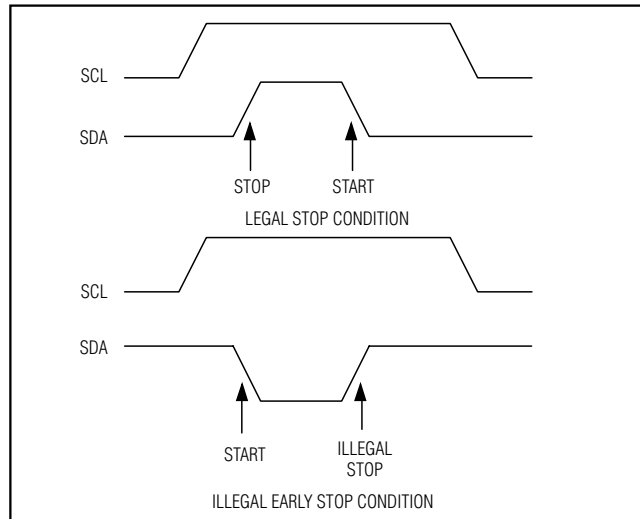 SCL
SDA
STOP START
LEGAL STOP CONDITION
SCL
SDA
START ILLEGAL
STOP
ILLEGAL EARLY STOP CONDITION